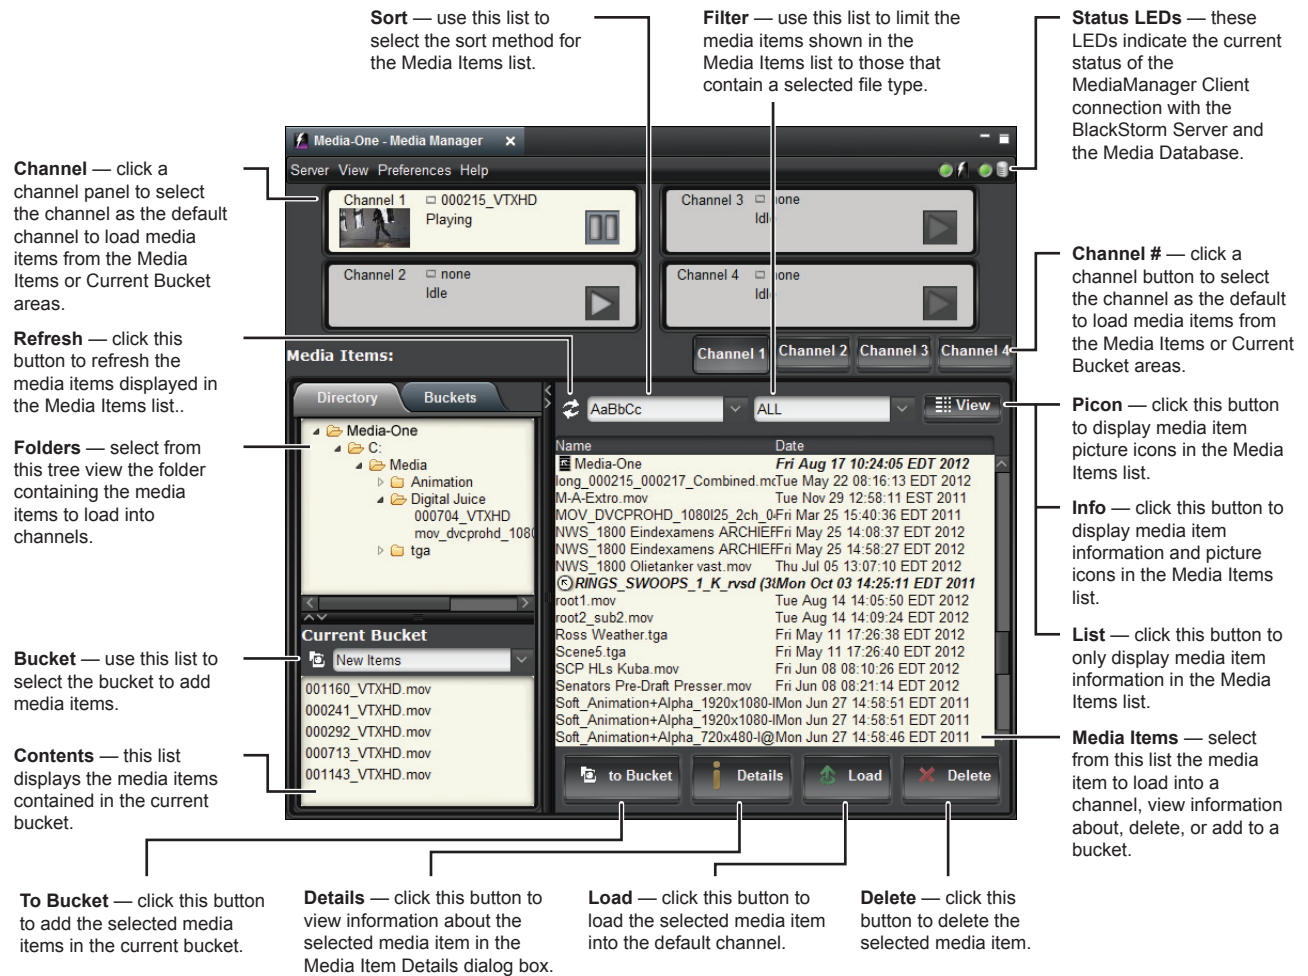 Sort — use this list to
select the sort method for
the Media Items list.
Filter — use this list to limit the
media items shown in the
Media Items list to those that
contain a selected file type.
Status LEDs — these
LEDs indicate the current
status of the
MediaManager Client
connection with the
BlackStorm Server and
the Media Database.
Channel — click a
channel panel to select
the channel as the default
channel to load media
items from the Media
Items or Current Bucket
areas.
Refresh — click this
button to refresh the
media items displayed in
the Media Items list..
Folders — select from
this tree view the folder
containing the media
items to load into
channels.
Bucket — use this list to
select the bucket to add
media items.
Contents — this list
displays the media items
contained in the current
bucket.
Media-One - Media Manager x
Server View Preferences Help
Channel 1 000215_VTXHD
Playing
Channel 3 none
Idle
Channel 2 none
Idle
Channel 4 none
Idle
Media Items:
Channel 1 Channel 2 Channel 3 Channel 4
Directory Buckets
AaBbCc ALL View
Media-One
C:
Media
Animation
Digital Juice
000704_VTXHD
mov_dvcprohd_1080
tga
Current Bucket
New Items
001160_VTXHD.mov
000241_VTXHD.mov
000292_VTXHD.mov
000713_VTXHD.mov
001143_VTXHD.mov
Name Date
Media-One Fri Aug 17 10:24:05 EDT 2012
long_000215_000217_Combined.mo Tue May 22 08:16:13 EDT 2012
M-A-Extro.mov Tue Nov 29 12:58:11 EST 2011
MOV_DVCPROHD_1080I25_2ch_04 Fri Mar 25 15:40:36 EDT 2011
NWS_1800 Eindexamens ARCHIEF Fri May 25 14:08:37 EDT 2012
NWS_1800 Eindexamens ARCHIEF Fri May 25 14:58:27 EDT 2012
NWS_1800 Olietanker vast.mov Thu Jul 05 13:07:10 EDT 2012
RINGS_SWOOPS_1_K_rvsd (38 Mon Oct 03 14:25:11 EDT 2011
root1.mov Tue Aug 14 14:05:50 EDT 2012
root2_sub2.mov Tue Aug 14 14:09:24 EDT 2012
Ross Weather.tga Fri May 11 17:26:38 EDT 2012
Scene5.tga Fri May 11 17:26:40 EDT 2012
SCP HLs Kuba.mov Fri Jun 08 08:10:26 EDT 2012
Senators Pre-Draft Presser.mov Fri Jun 08 08:21:14 EDT 2012
Soft_Animation+Alpha_1920x1080-I Mon Jun 27 14:58:51 EDT 2011
Soft_Animation+Alpha_1920x1080-I Mon Jun 27 14:58:51 EDT 2011
Soft_Animation+Alpha_720x480-I@ Mon Jun 27 14:58:46 EDT 2011
to Bucket Details Load Delete
Channel # — click a
channel button to select
the channel as the default
to load media items from
the Media Items or Current
Bucket areas.
Picon — click this button
to display media item
picture icons in the Media
Items list.
Info — click this button to
display media item
information and picture
icons in the Media Items
list.
List — click this button to
only display media item
information in the Media
Items list.
Media Items — select
from this list the media
item to load into a
channel, view information
about, delete, or add to a
bucket.
To Bucket — click this button
to add the selected media
items in the current bucket.
Details — click this button to
view information about the
selected media item in the
Media Item Details dialog box.
Load — click this button to
load the selected media item
into the default channel.
Delete — click this
button to delete the
selected media item.